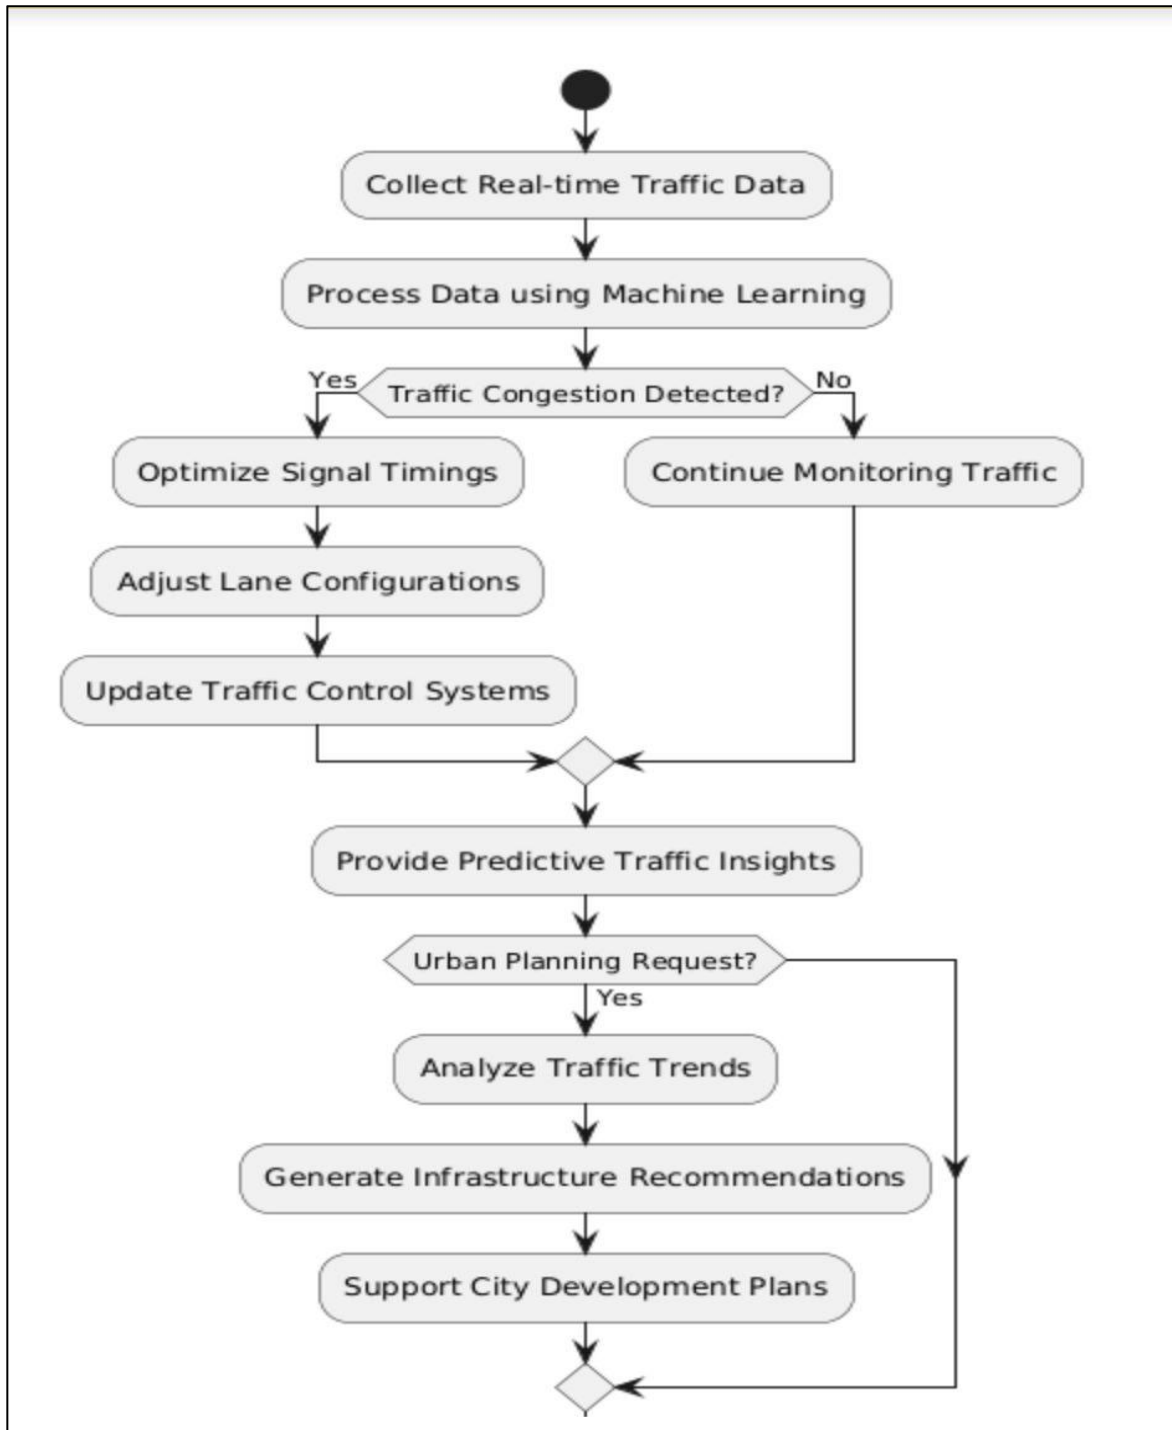 Collect Real-time Traffic Data
Process Data using Machine Learning
Yes
Traffic Congestion Detected?
No
Optimize Signal Timings
Continue Monitoring Traffic
Adjust Lane Configurations
Update Traffic Control Systems
Provide Predictive Traffic Insights
Urban Planning Request?
Yes
Analyze Traffic Trends
Generate Infrastructure Recommendations
Support City Development Plans